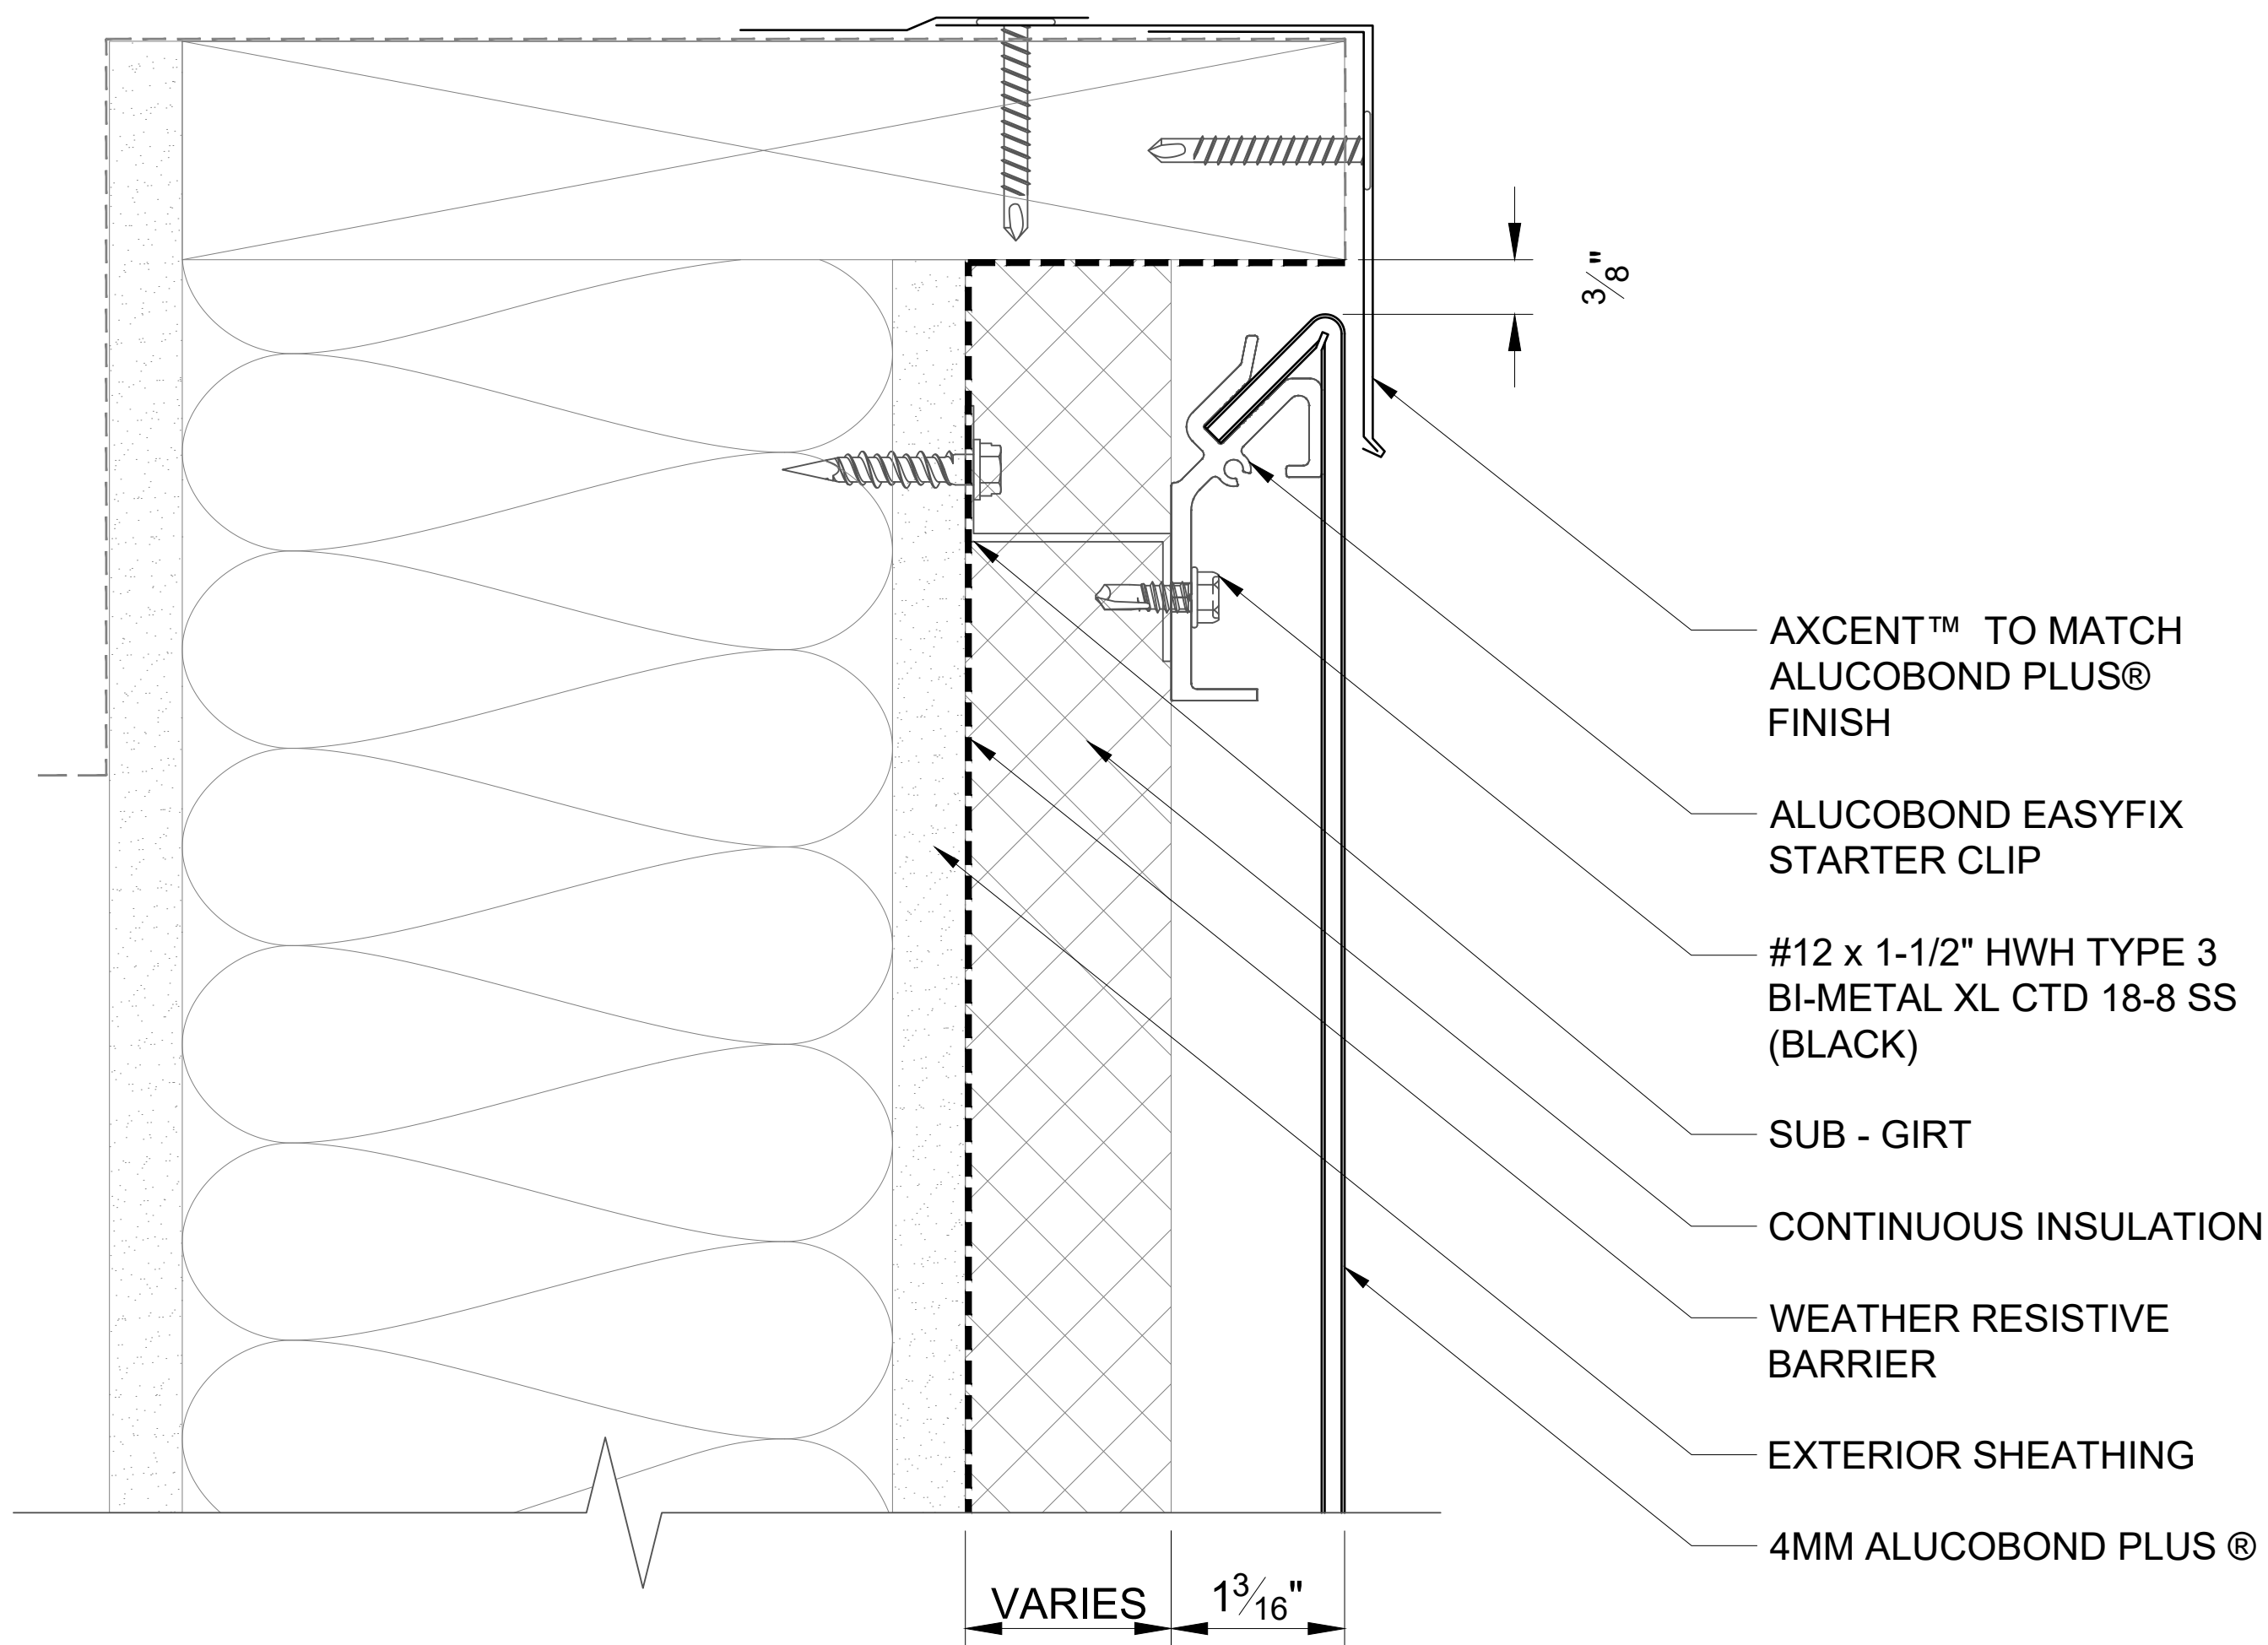 3/8"
AXCENT™ TO MATCH
ALUCOBOND PLUS®
FINISH
ALUCOBOND EASYFIX
STARTER CLIP
#12 x 1-1/2" HWH TYPE 3
BI-METAL XL CTD 18-8 SS
(BLACK)
SUB - GIRT
CONTINUOUS INSULATION
WEATHER RESISTIVE
BARRIER
EXTERIOR SHEATHING
4MM ALUCOBOND PLUS ®
VARIES
1 3/16"